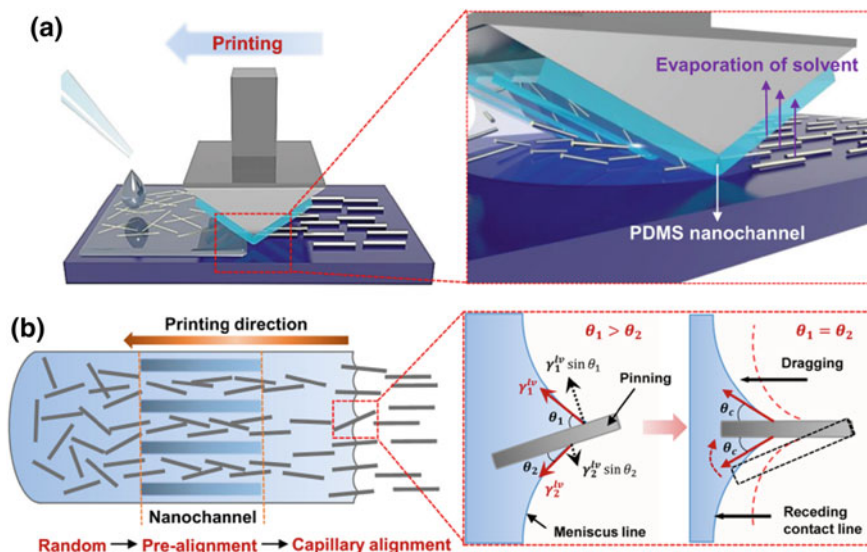 (a)
Printing
Evaporation of solvent
PDMS nanochannel
(b)
Printing direction
Nanochannel
Random → Pre-alignment → Capillary alignment
θ₁ > θ₂
γ₁ˡᵛ sin θ₁
γ₁ˡᵛ
Pinning
θ₁
θ₂
γ₂ˡᵛ sin θ₂
γ₂ˡᵛ
Meniscus line
θ₁ = θ₂
Dragging
θc
θc
Receding
contact line